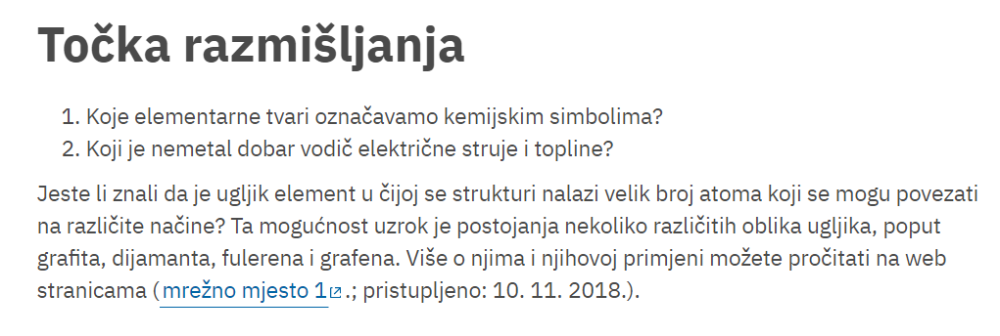 Točka razmišljanja
1. Koje elementarne tvari označavamo kemijskim simbolima?
2. Koji je nemetal dobar vodič električne struje i topline?
Jeste li znali da je ugljik element u čijoj se strukturi nalazi velik broj atoma koji se mogu povezati
na različite načine? Ta mogućnost uzrok je postojanja nekoliko različitih oblika ugljika, poput
grafita, dijamanta, fulerena i grafena. Više o njima i njihovoj primjeni možete pročitati na web
stranicama (mrežno mjesto 1.; pristupljeno: 10. 11. 2018.).